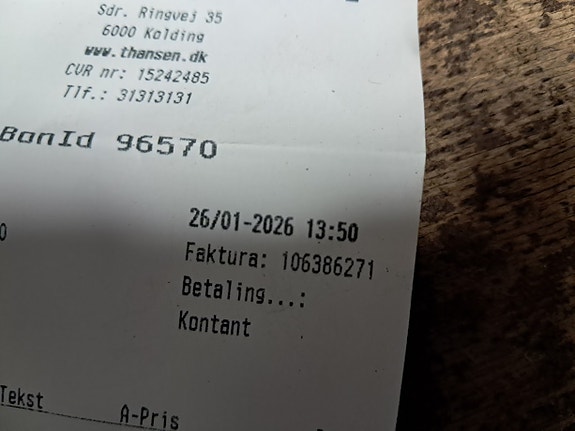 Sdr. Ringvej 35
6000 Kolding
www.thansen.dk
CVR nr: 15242485
Tlf.: 31313131
BonId 96570
26/01-2026 13:50
0
Faktura: 106386271
Betaling...:
Kontant
Tekst A-Pris